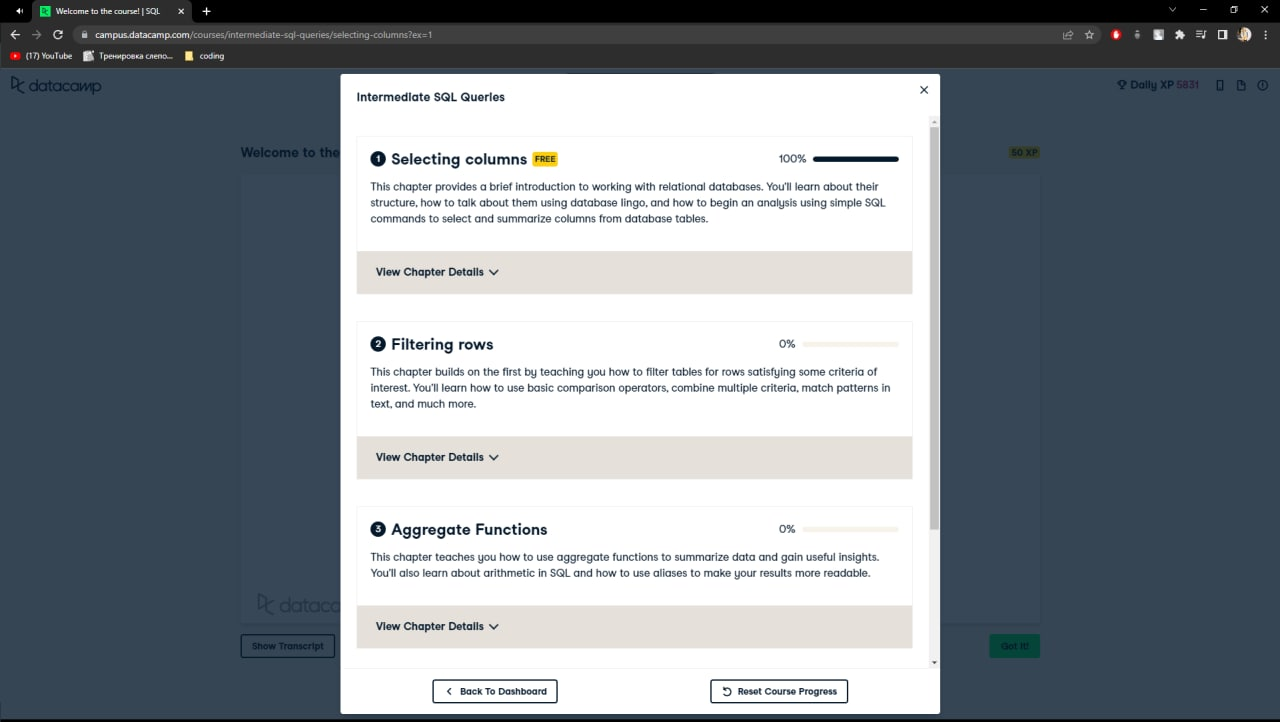 Welcome to the course! | SQL
campus.datacamp.com/courses/intermediate-sql-queries/selecting-columns?ex=1
(17) YouTube
Тренировка слепо...
coding
datacamp
Daily XP 5831
Intermediate SQL Queries
Welcome to the
50 XP
1 Selecting columns FREE 100%
This chapter provides a brief introduction to working with relational databases. You'll learn about their
structure, how to talk about them using database lingo, and how to begin an analysis using simple SQL
commands to select and summarize columns from database tables.
View Chapter Details
2 Filtering rows 0%
This chapter builds on the first by teaching you how to filter tables for rows satisfying some criteria of
interest. You'll learn how to use basic comparison operators, combine multiple criteria, match patterns in
text, and much more.
View Chapter Details
3 Aggregate Functions 0%
This chapter teaches you how to use aggregate functions to summarize data and gain useful insights.
You'll also learn about arithmetic in SQL and how to use aliases to make your results more readable.
View Chapter Details
datacc
Show Transcript
Got It!
Back To Dashboard
Reset Course Progress